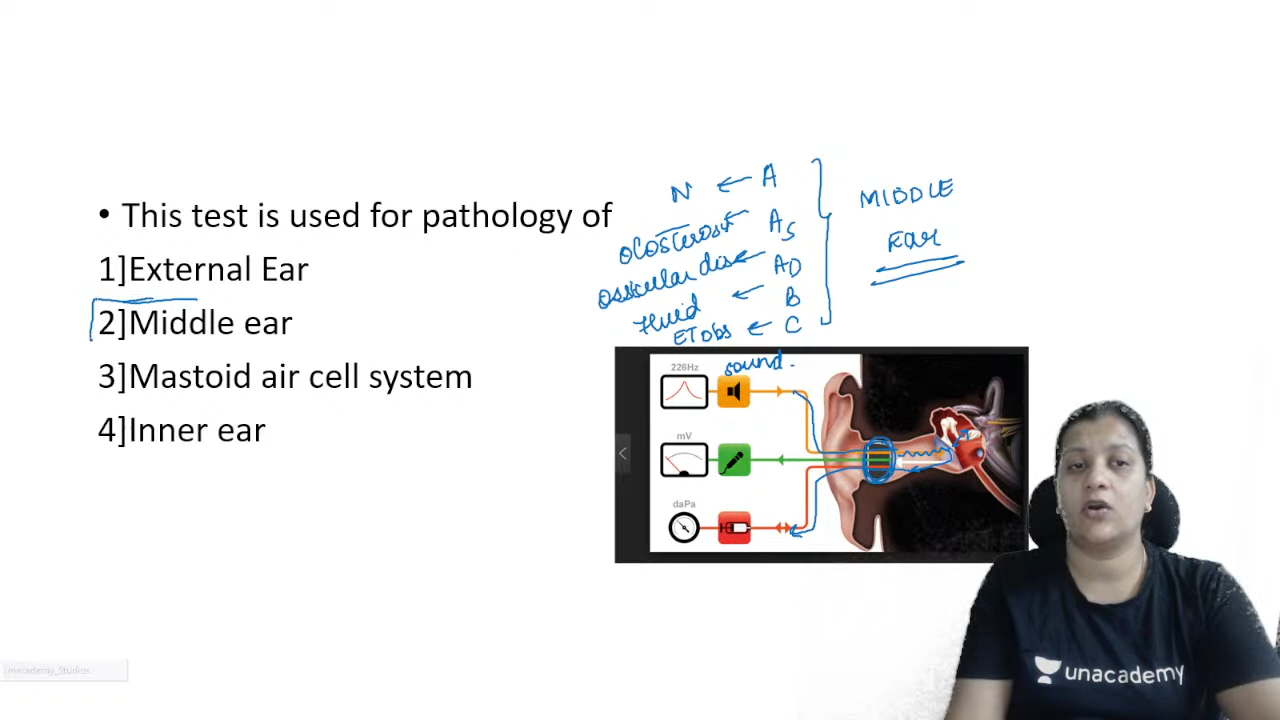 • This test is used for pathology of
1]External Ear
2]Middle ear
3]Mastoid air cell system
4]Inner ear
N ← A
← As
ossicular dis ← AD
Fluid ← B
ET obs ← C
MIDDLE
Ear
sound.
226Hz
mV
daPa
unacademy
unacademy_Studios